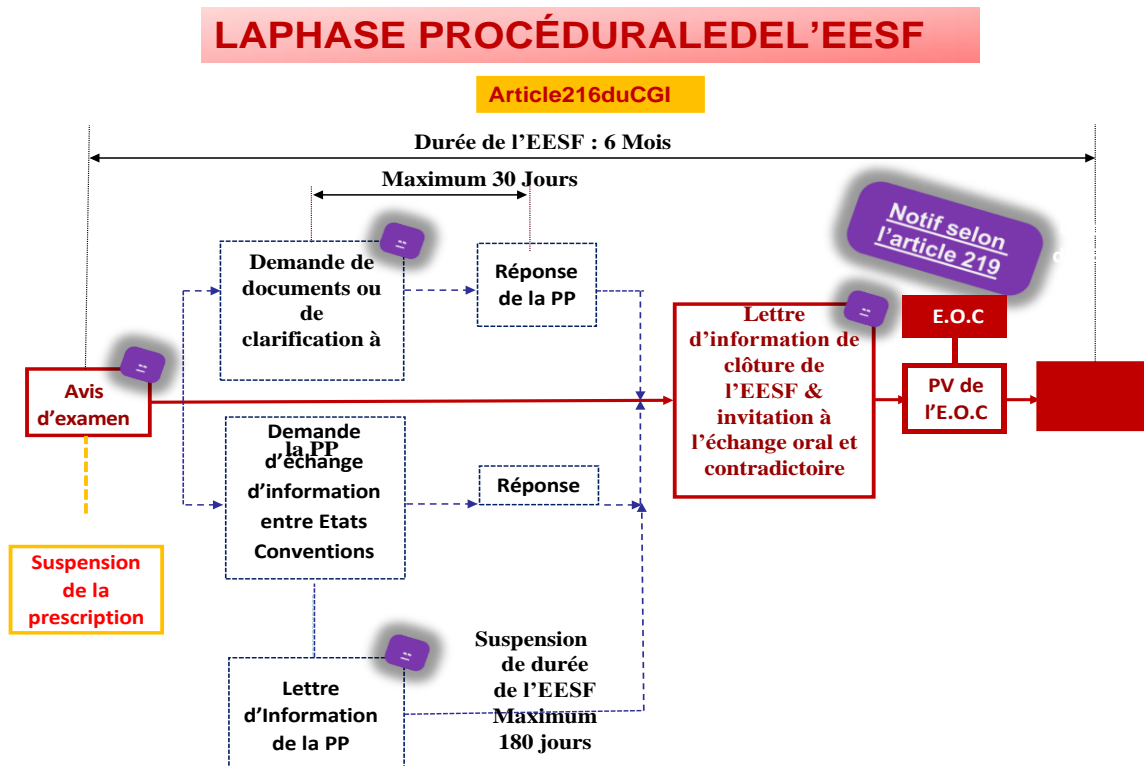 LAPHASE PROCÉDURALEDEL'EESF
Article216duCGI
Durée de l'EESF : 6 Mois
Maximum 30 Jours
Notif selon
l'article 219
Demande de
documents ou
de
clarification à
la PP
Réponse
de la PP
Avis
d'examen
Demande
d'échange
d'information
entre Etats
Conventions
Réponse
Lettre
d'information de
clôture de
l'EESF &
invitation à
l'échange oral et
contradictoire
E.O.C
PV de
l'E.O.C
Suspension
de la
prescription
Lettre
d'Information
de la PP
Suspension
de durée
de l'EESF
Maximum
180 jours